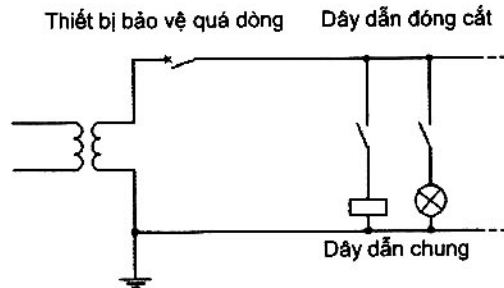 Thiết bị bảo vệ quá dòng
Dây dẫn đóng cắt
Dây dẫn chung